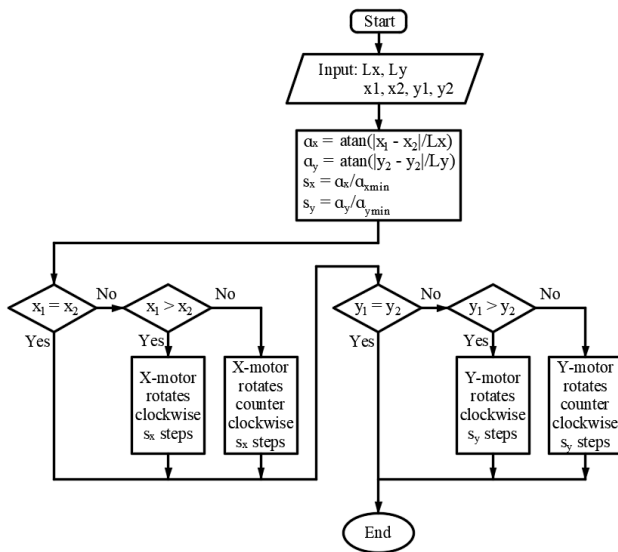 Start
Input: Lx, Ly
x1, x2, y1, y2
αx = atan(|x1 - x2|/Lx)
αy = atan(|y2 - y2|/Ly)
sx = αx/αxmin
sy = αy/αymin
x1 = x2
No
x1 > x2
No
Yes
Yes
X-motor
rotates
clockwise
sx steps
X-motor
rotates
counter
clockwise
sx steps
y1 = y2
No
y1 > y2
No
Yes
Yes
Y-motor
rotates
clockwise
sy steps
Y-motor
rotates
counter
clockwise
sy steps
End